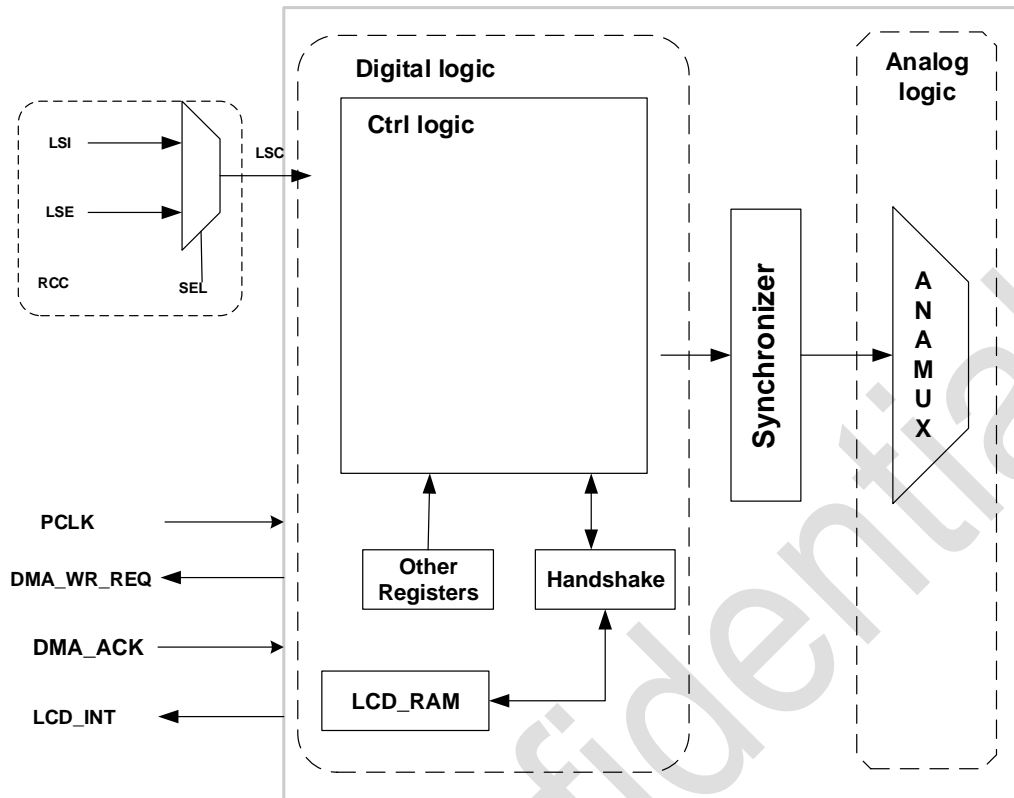 Digital logic
Analog
logic
Ctrl logic
LSI
LSC
LSE
RCC
SEL
Synchronizer
A
N
A
M
U
X
PCLK
DMA_WR_REQ
DMA_ACK
LCD_INT
Other
Registers
Handshake
LCD_RAM